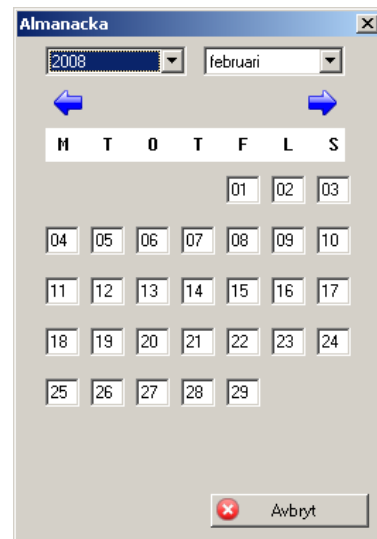 Almanacka
2008 februari
M T O T F L S
01 02 03
04 05 06 07 08 09 10
11 12 13 14 15 16 17
18 19 20 21 22 23 24
25 26 27 28 29
Avbryt